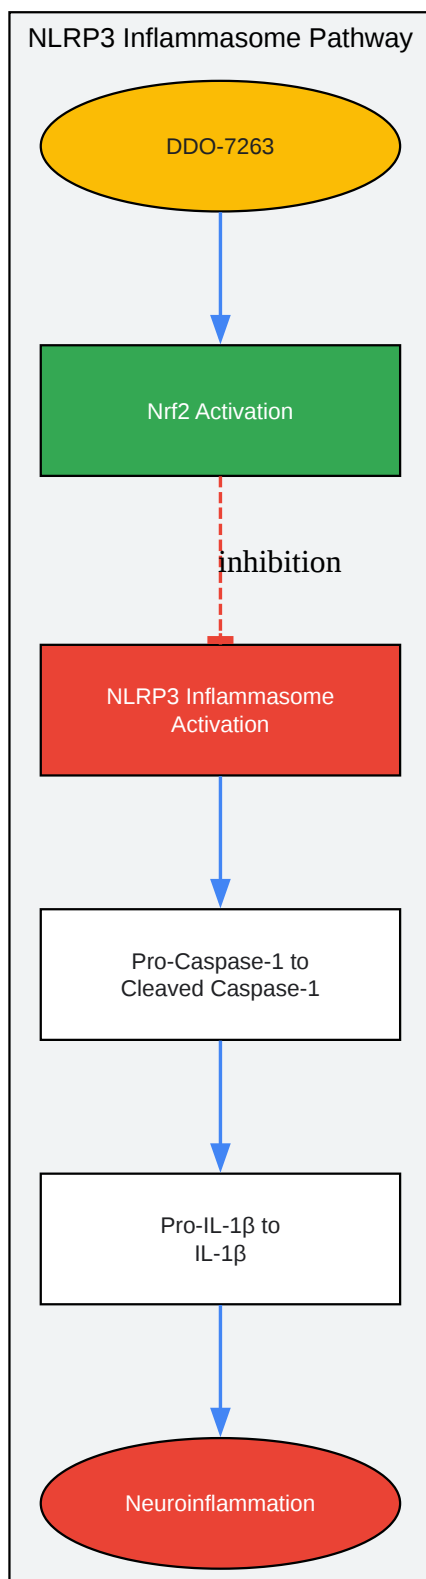 NLRP3 Inflammasome Pathway
DDO-7263
Nrf2 Activation
inhibition
NLRP3 Inflammasome
Activation
Pro-Caspase-1 to
Cleaved Caspase-1
Pro-IL-1β to
IL-1β
Neuroinflammation